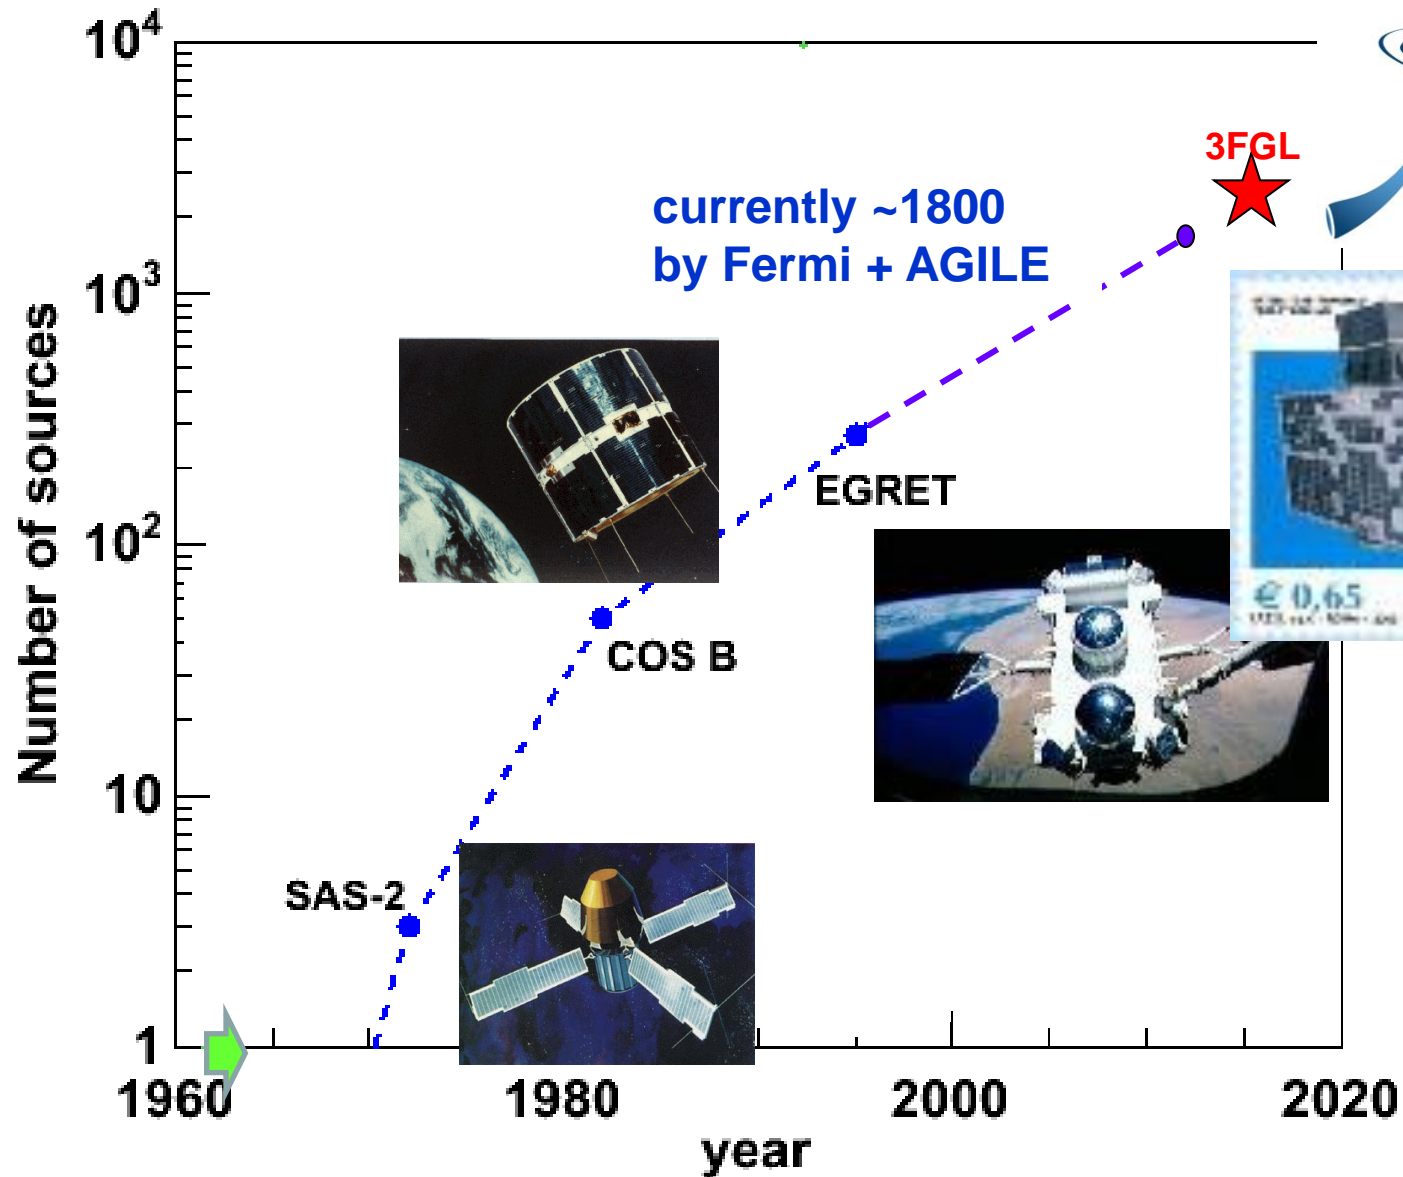 10⁴
3FGL
currently ~1800
by Fermi + AGILE
10³
Number of sources
EGRET
10²
€ 0,65
COS B
10
SAS-2
1
1960 1980 2000 2020
year